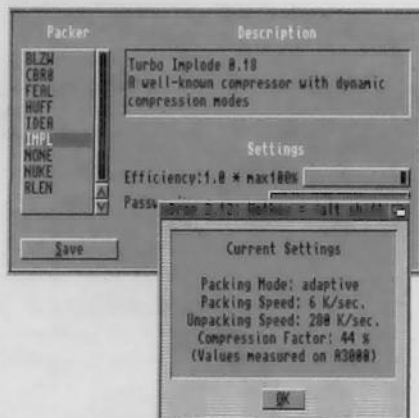 Packer
BLZW
CBR0
FEAL
HUFF
IDEA
IMPL
NONE
NUKE
RLEN
Save
Description
Turbo Implode 0.18
A well-known compressor with dynamic
compression modes
Settings
Efficiency:1.0 * max100%
Current Settings
Packing Mode: adaptive
Packing Speed: 6 K/sec.
Unpacking Speed: 280 K/sec.
Compression Factor: 44 %
(Values measured on A3000)
OK